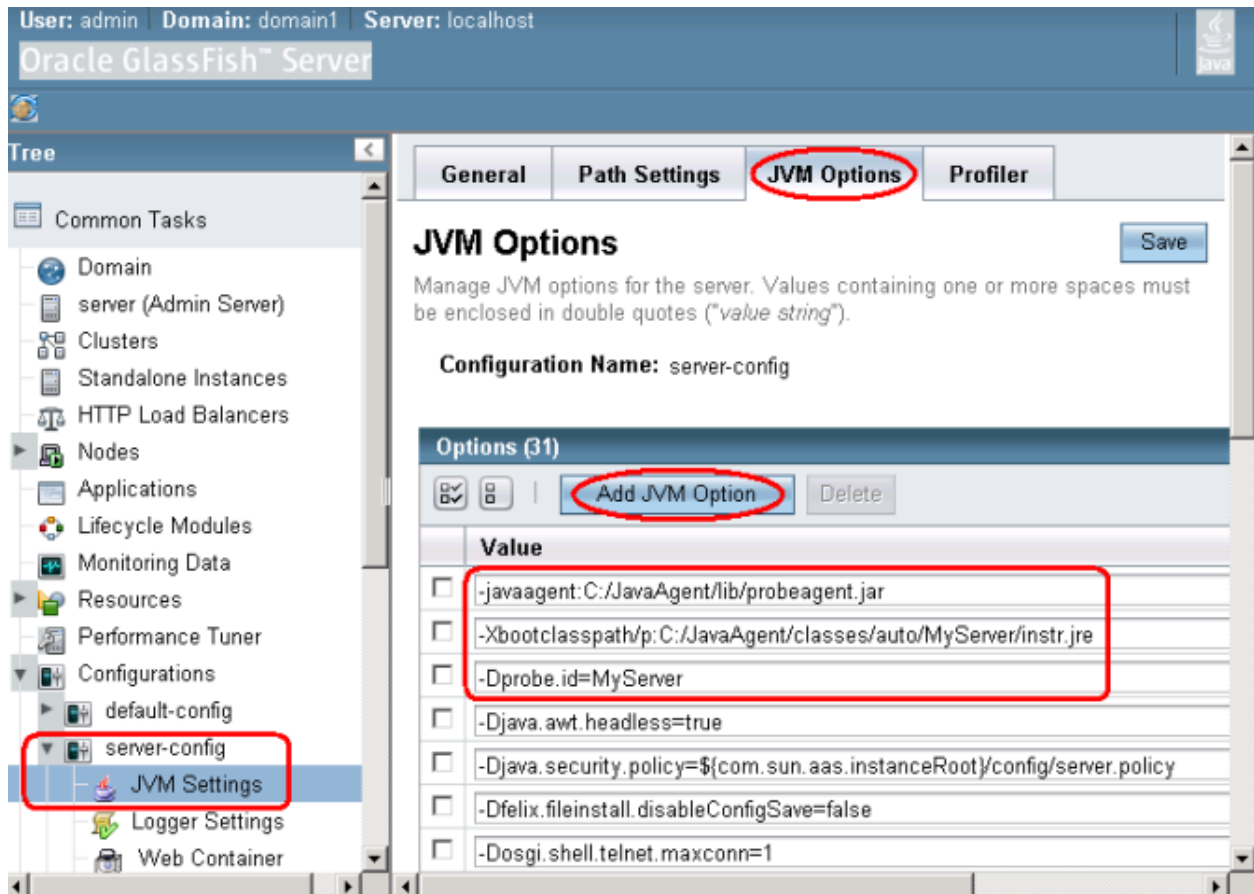 User: admin Domain: domain1 Server: localhost
Oracle GlassFish™ Server
Java
Tree
Common Tasks
Domain
server (Admin Server)
Clusters
Standalone Instances
HTTP Load Balancers
Nodes
Applications
Lifecycle Modules
Monitoring Data
Resources
Performance Tuner
Configurations
default-config
server-config
JVM Settings
Logger Settings
Web Container
General Path Settings JVM Options Profiler
JVM Options
Save
Manage JVM options for the server. Values containing one or more spaces must
be enclosed in double quotes ("value string").
Configuration Name: server-config
Options (31)
Add JVM Option Delete
Value
-javaagent:C:/JavaAgent/lib/probeagent.jar
-Xbootclasspath/p:C:/JavaAgent/classes/auto/MyServer/instr.jre
-Dprobe.id=MyServer
-Djava.awt.headless=true
-Djava.security.policy=${com.sun.aas.instanceRoot}/config/server.policy
-Dfelix.fileinstall.disableConfigSave=false
-Dosgi.shell.telnet.maxconn=1